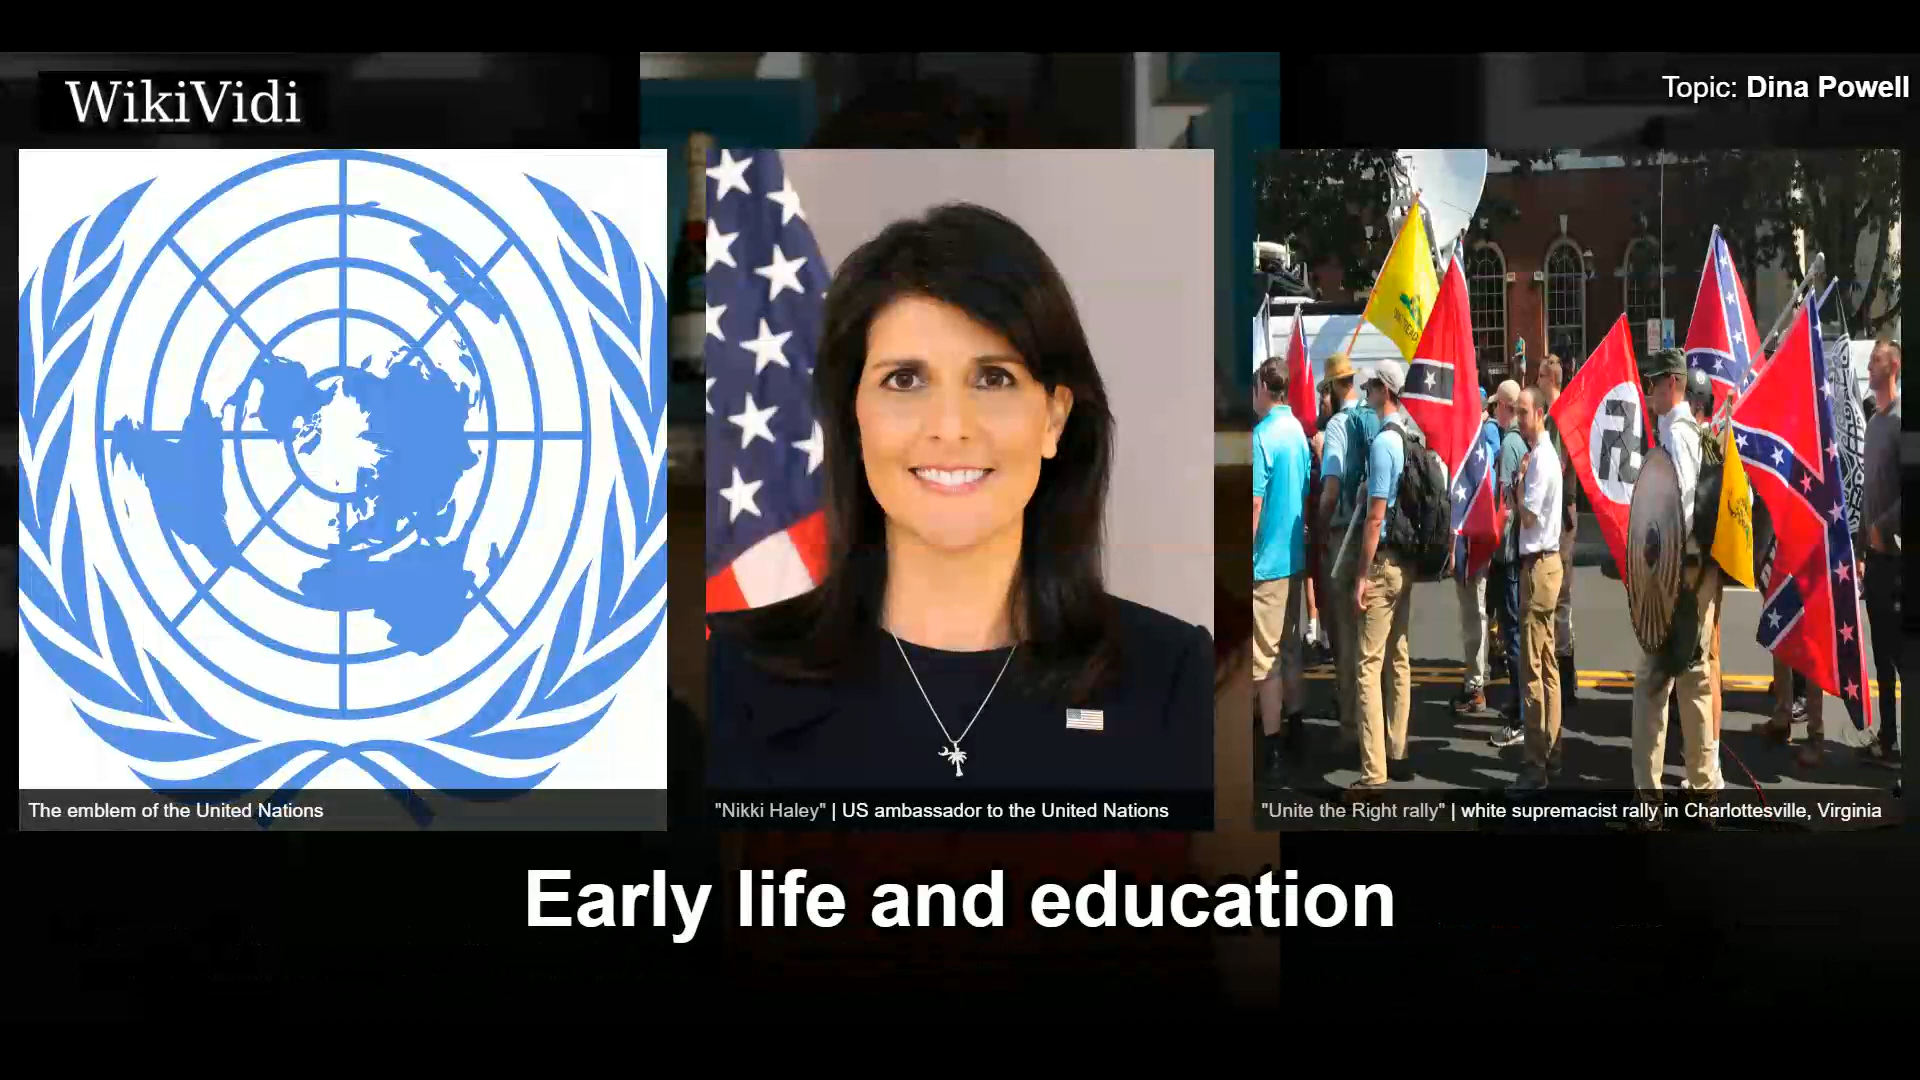 WikiVidi
Topic: Dina Powell
The emblem of the United Nations
"Nikki Haley" | US ambassador to the United Nations
"Unite the Right rally" | white supremacist rally in Charlottesville, Virginia
Early life and education